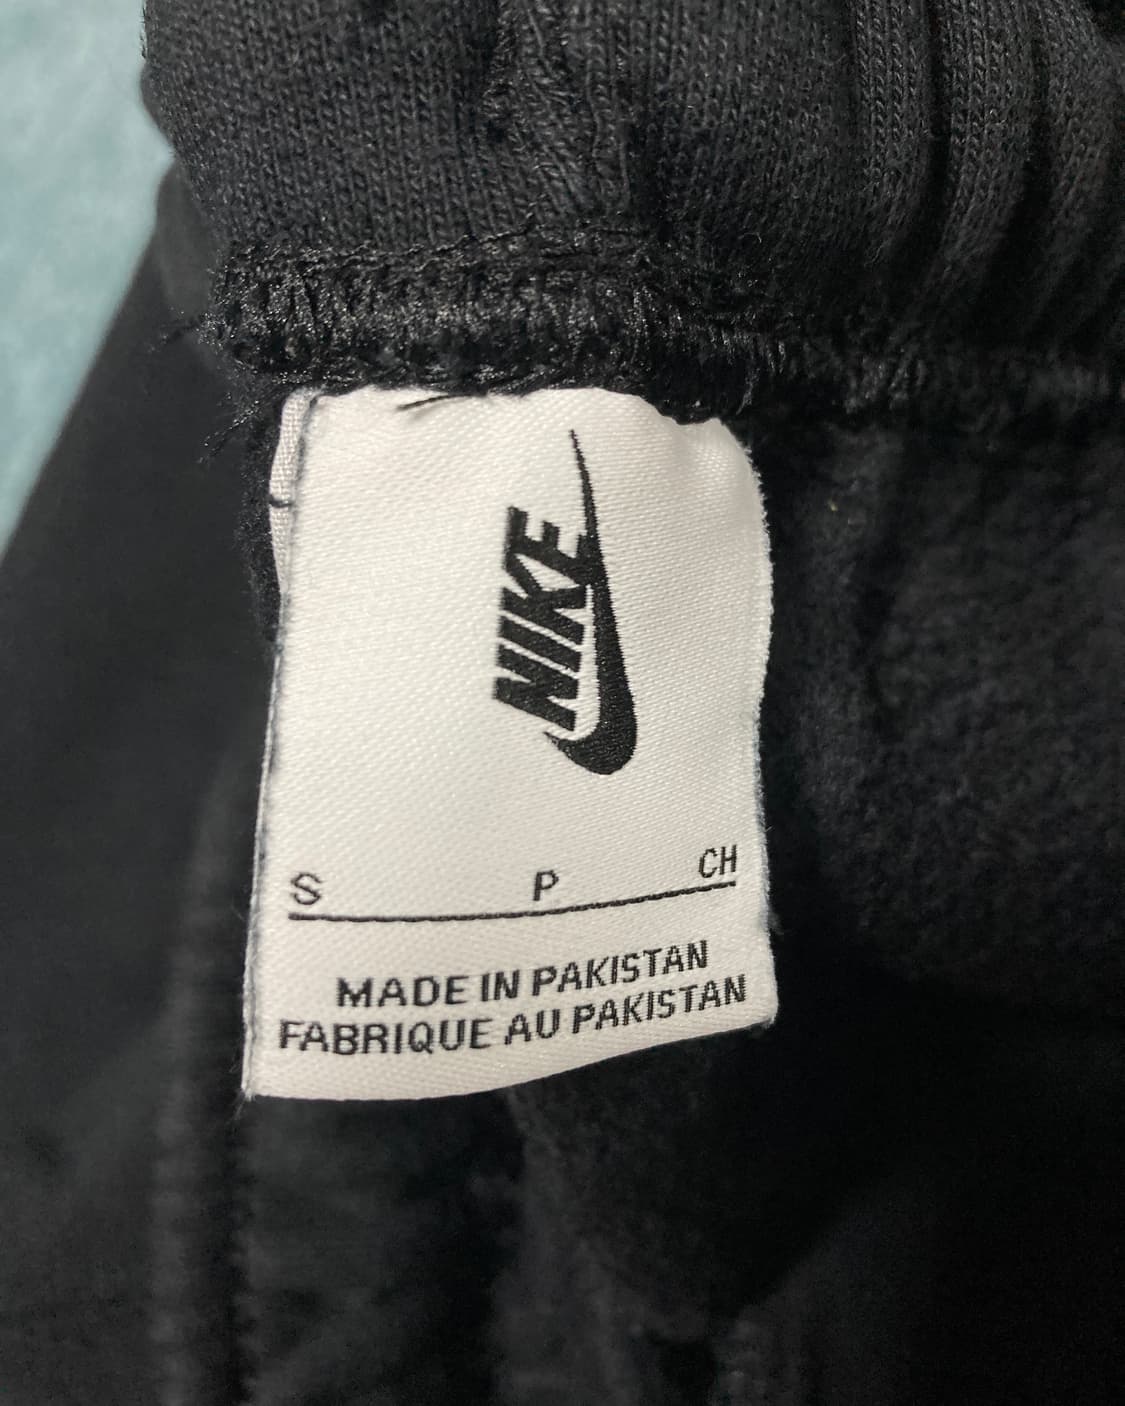 NIKE
S P CH
MADE IN PAKISTAN
FABRIQUE AU PAKISTAN